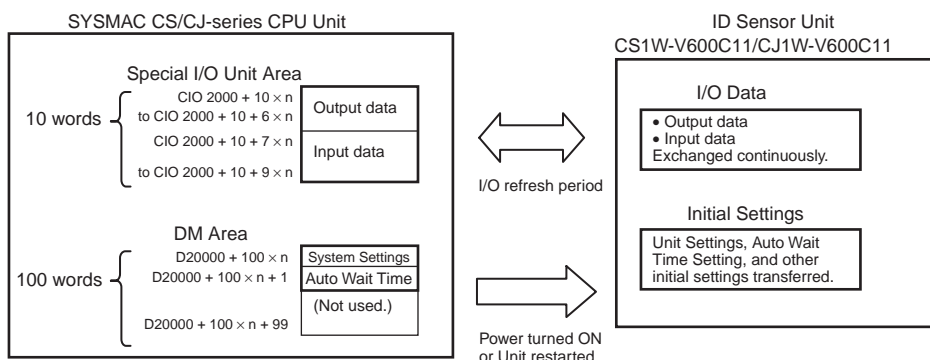 SYSMAC CS/CJ-series CPU Unit
Special I/O Unit Area
10 words
CIO 2000 + 10 × n
to CIO 2000 + 10 + 6 × n
CIO 2000 + 10 + 7 × n
to CIO 2000 + 10 + 9 × n
Output data
Input data
DM Area
100 words
D20000 + 100 × n
D20000 + 100 × n + 1
D20000 + 100 × n + 99
System Settings
Auto Wait Time
(Not used.)
I/O refresh period
Power turned ON
or Unit restarted
ID Sensor Unit
CS1W-V600C11/CJ1W-V600C11
I/O Data
• Output data
• Input data
Exchanged continuously.
Initial Settings
Unit Settings, Auto Wait
Time Setting, and other
initial settings transferred.